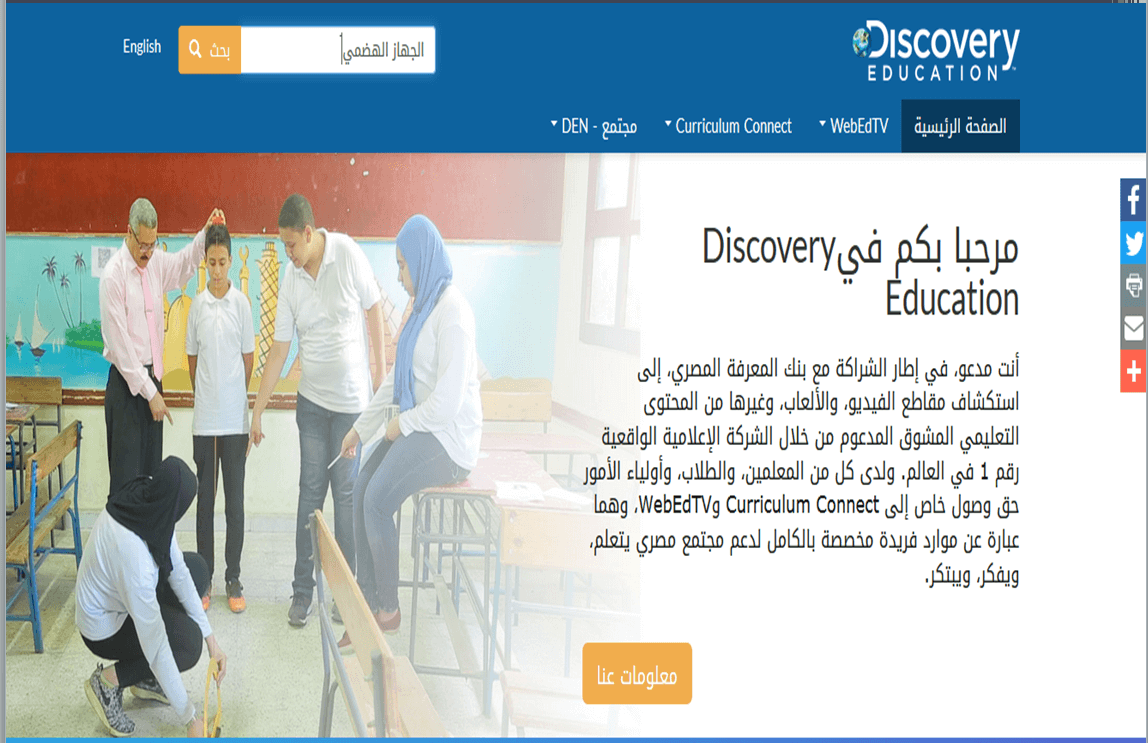 DISCOVERY
EDUCATION
الجهاز الهضمي
بحث
English
الصفحة الرئيسية
WebEdTV
Curriculum Connect
مجتمع - DEN
مرحبا بكم فيDiscovery
Education
أنت مدعو، في إطار الشراكة مع بنك المعرفة المصري، إلى
استكشاف مقاطع الفيديو، والألعاب، وغيرها من المحتوى
التعليمي المشوق المدعوم من خلال الشركة الإعلامية الواقعية
رقم 1 في العالم. ولدى كل من المعلمين، والطلاب، وأولياء الأمور
حق وصول خاص إلى Curriculum Connect وWebEdTV، وهما
عبارة عن موارد فريدة مخصصة بالكامل لدعم مجتمع مصري يتعلم،
ويفكر، ويبتكر.
معلومات عنا